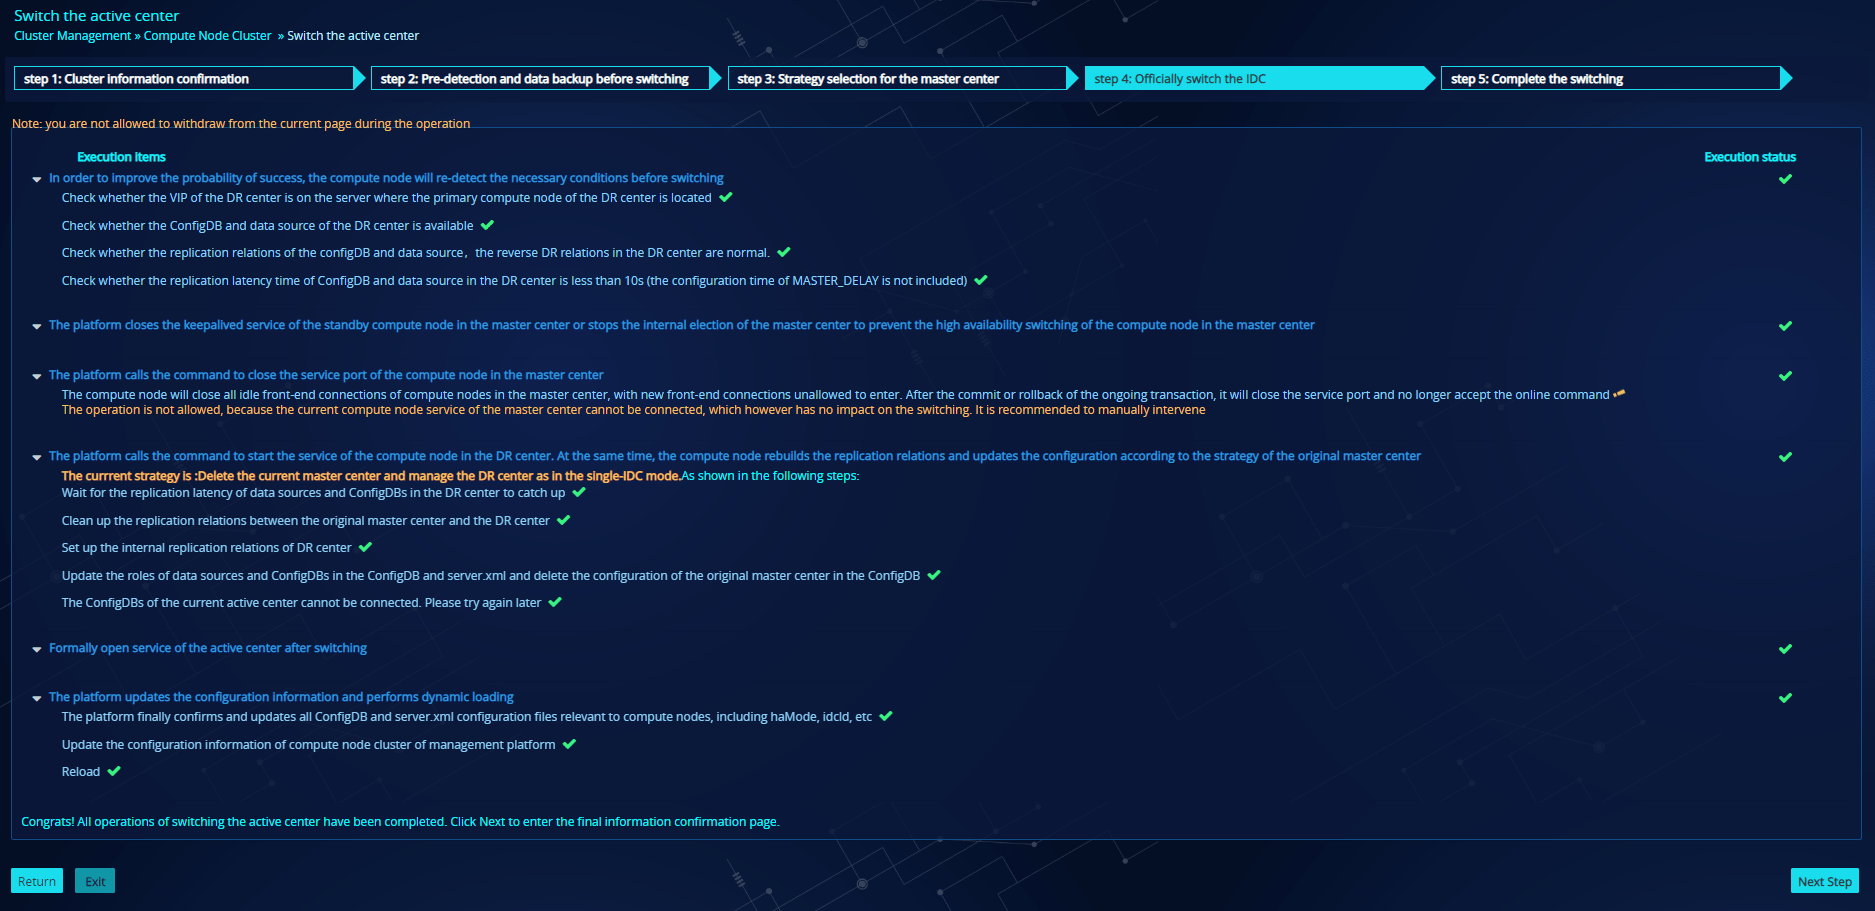 Switch the active center
Cluster Management » Compute Node Cluster » Switch the active center
step 1: Cluster information confirmation
step 2: Pre-detection and data backup before switching
step 3: Strategy selection for the master center
step 4: Officially switch the IDC
step 5: Complete the switching
Note: you are not allowed to withdraw from the current page during the operation
Execution items
Execution status
In order to improve the probability of success, the compute node will re-detect the necessary conditions before switching
Check whether the VIP of the DR center is on the server where the primary compute node of the DR center is located
Check whether the ConfigDB and data source of the DR center is available
Check whether the replication relations of the configDB and data source，the reverse DR relations in the DR center are normal.
Check whether the replication latency time of ConfigDB and data source in the DR center is less than 10s (the configuration time of MASTER_DELAY is not included)
The platform closes the keepalived service of the standby compute node in the master center or stops the internal election of the master center to prevent the high availability switching of the compute node in the master center
The platform calls the command to close the service port of the compute node in the master center
The compute node will close all idle front-end connections of compute nodes in the master center, with new front-end connections unallowed to enter. After the commit or rollback of the ongoing transaction, it will close the service port and no longer accept the online command
The operation is not allowed, because the current compute node service of the master center cannot be connected, which however has no impact on the switching. It is recommended to manually intervene
The platform calls the command to start the service of the compute node in the DR center. At the same time, the compute node rebuilds the replication relations and updates the configuration according to the strategy of the original master center
The currrent strategy is :Delete the current master center and manage the DR center as in the single-IDC mode.As shown in the following steps:
Wait for the replication latency of data sources and ConfigDBs in the DR center to catch up
Clean up the replication relations between the original master center and the DR center
Set up the internal replication relations of DR center
Update the roles of data sources and ConfigDBs in the ConfigDB and server.xml and delete the configuration of the original master center in the ConfigDB
The ConfigDBs of the current active center cannot be connected. Please try again later
Formally open service of the active center after switching
The platform updates the configuration information and performs dynamic loading
The platform finally confirms and updates all ConfigDB and server.xml configuration files relevant to compute nodes, including haMode, idcId, etc
Update the configuration information of compute node cluster of management platform
Reload
Congrats! All operations of switching the active center have been completed. Click Next to enter the final information confirmation page.
Return
Exit
Next Step